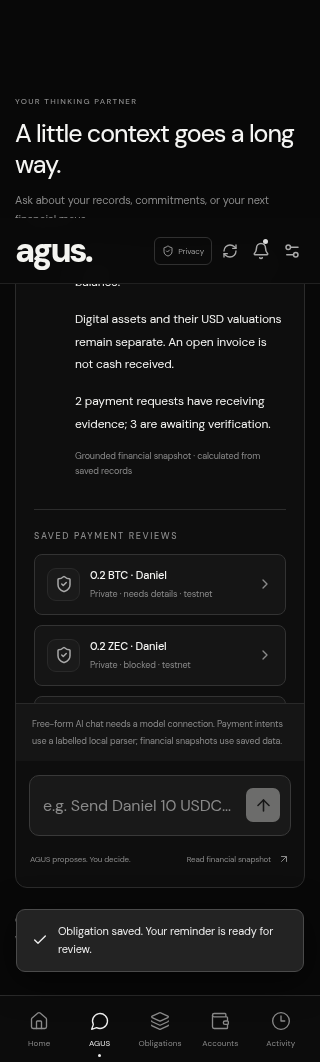 YOUR THINKING PARTNER
A little context goes a long
way.
Ask about your records, commitments, or your next
financial move.
agus.
Privacy
balance.
Digital assets and their USD valuations
remain separate. An open invoice is
not cash received.
2 payment requests have receiving
evidence; 3 are awaiting verification.
Grounded financial snapshot · calculated from
saved records
SAVED PAYMENT REVIEWS
0.2 BTC · Daniel
Private · needs details · testnet
0.2 ZEC · Daniel
Private · blocked · testnet
Free-form AI chat needs a model connection. Payment intents
use a labelled local parser; financial snapshots use saved data.
e.g. Send Daniel 10 USDC...
AGUS proposes. You decide.
Read financial snapshot
Obligation saved. Your reminder is ready for
review.
Home
AGUS
Obligations
Accounts
Activity